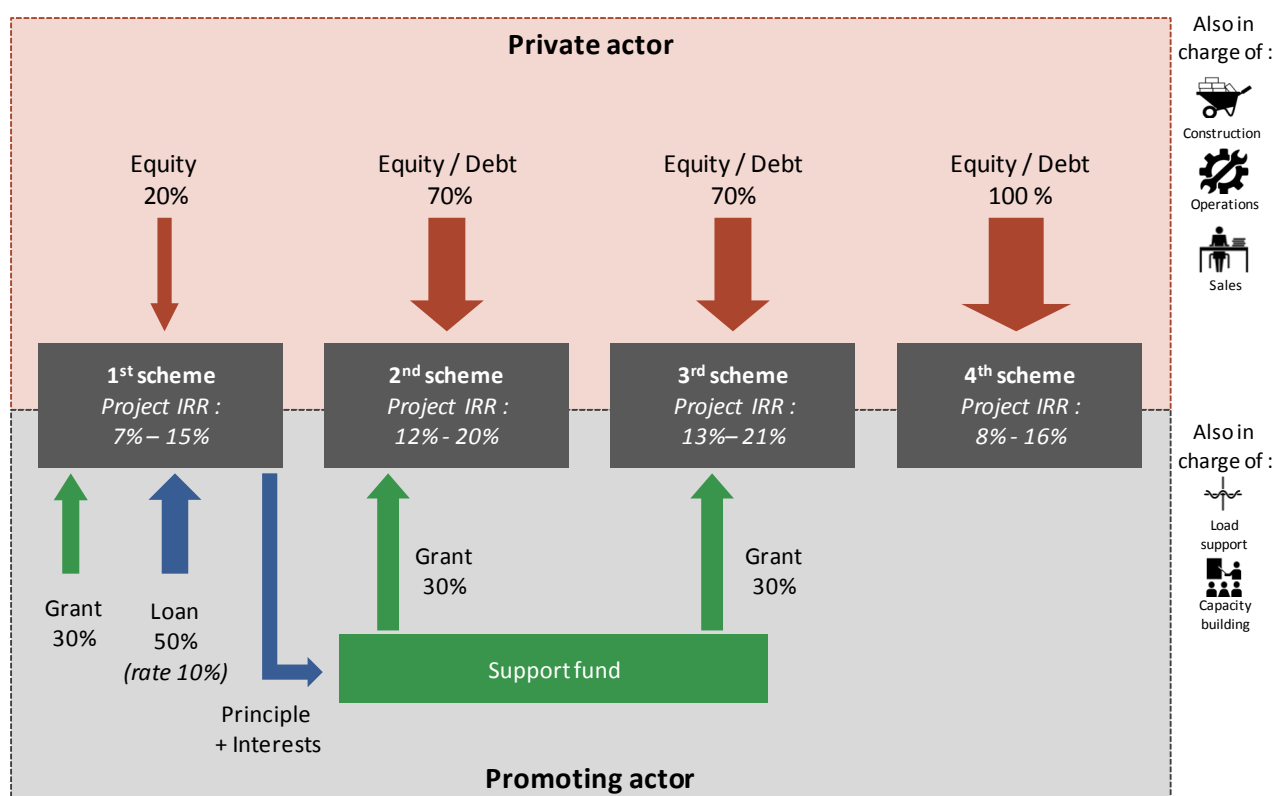 Private actor
Also in
charge of :
Construction
Operations
Sales
Equity
20%
Equity / Debt
70%
Equity / Debt
70%
Equity / Debt
100 %
1st scheme
Project IRR :
7% – 15%
2nd scheme
Project IRR :
12% - 20%
3rd scheme
Project IRR :
13%– 21%
4th scheme
Project IRR :
8% - 16%
Also in
charge of :
Load
support
Capacity
building
Grant
30%
Loan
50%
(rate 10%)
Principle
+ Interests
Grant
30%
Grant
30%
Support fund
Promoting actor